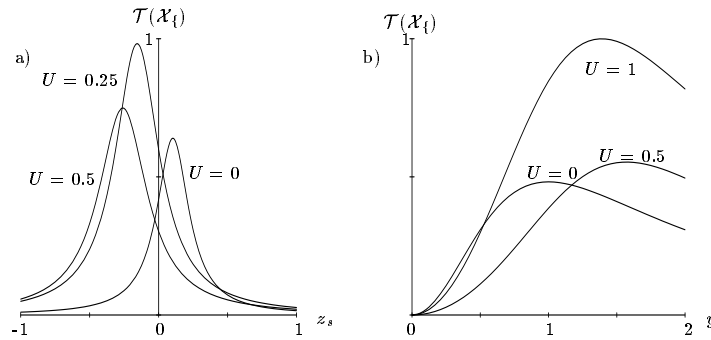 𝒯(𝒳{)
1
a)
U = 0.25
U = 0.5
U = 0
-1
0
1
z_s
𝒯(𝒳{)
1
b)
U = 1
U = 0.5
U = 0
0
1
2
y